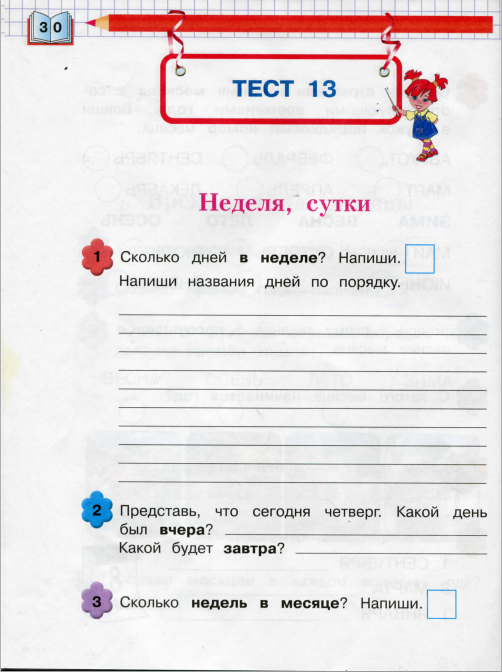 30
ТЕСТ 13
Неделя, сутки
1 Сколько дней в неделе? Напиши.
Напиши названия дней по порядку.
2 Представь, что сегодня четверг. Какой день
был вчера?
Какой будет завтра?
3 Сколько недель в месяце? Напиши.